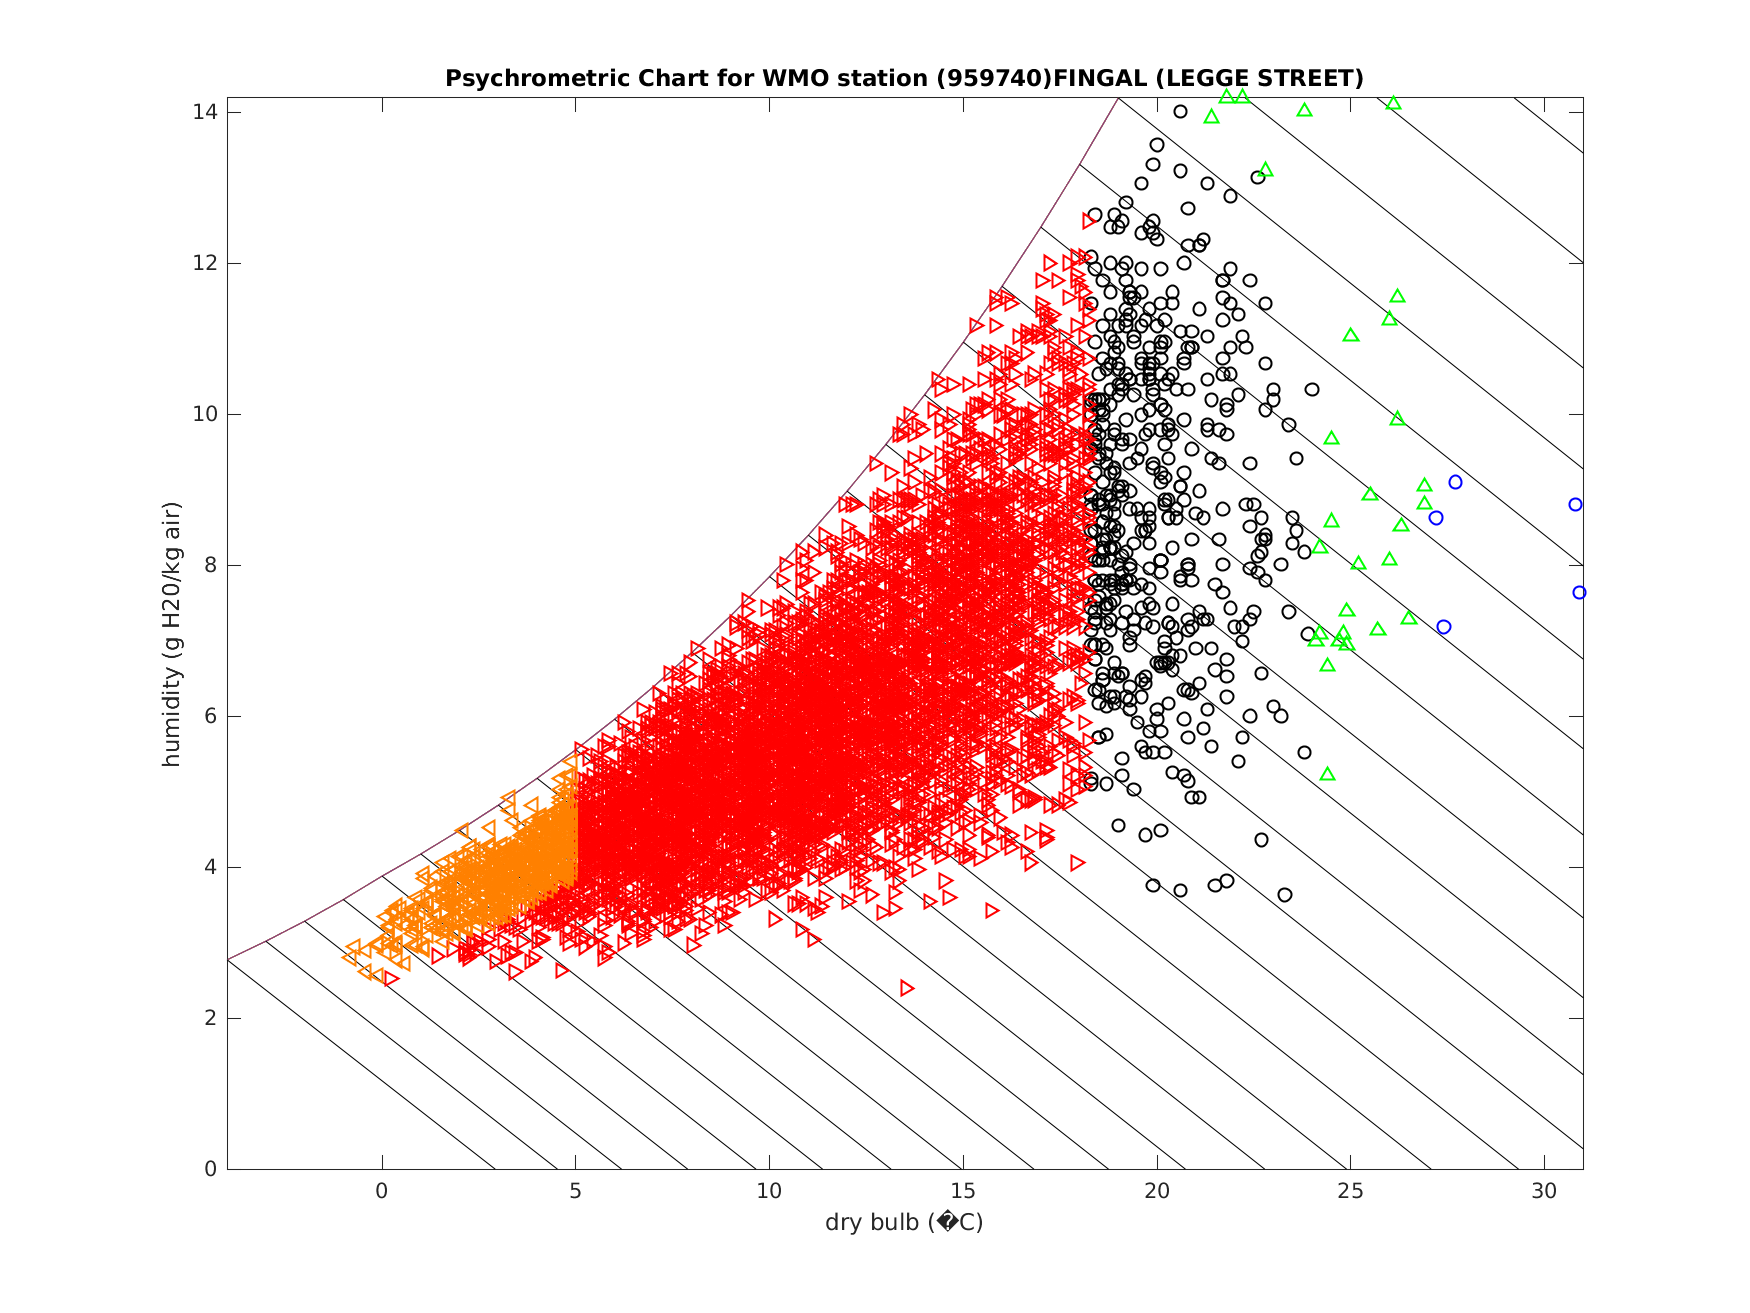 Psychrometric Chart for WMO station (959740)FINGAL (LEGGE STREET)
humidity (g H20/kg air)
14
12
10
8
6
4
2
0
0 5 10 15 20 25 30
dry bulb (�C)